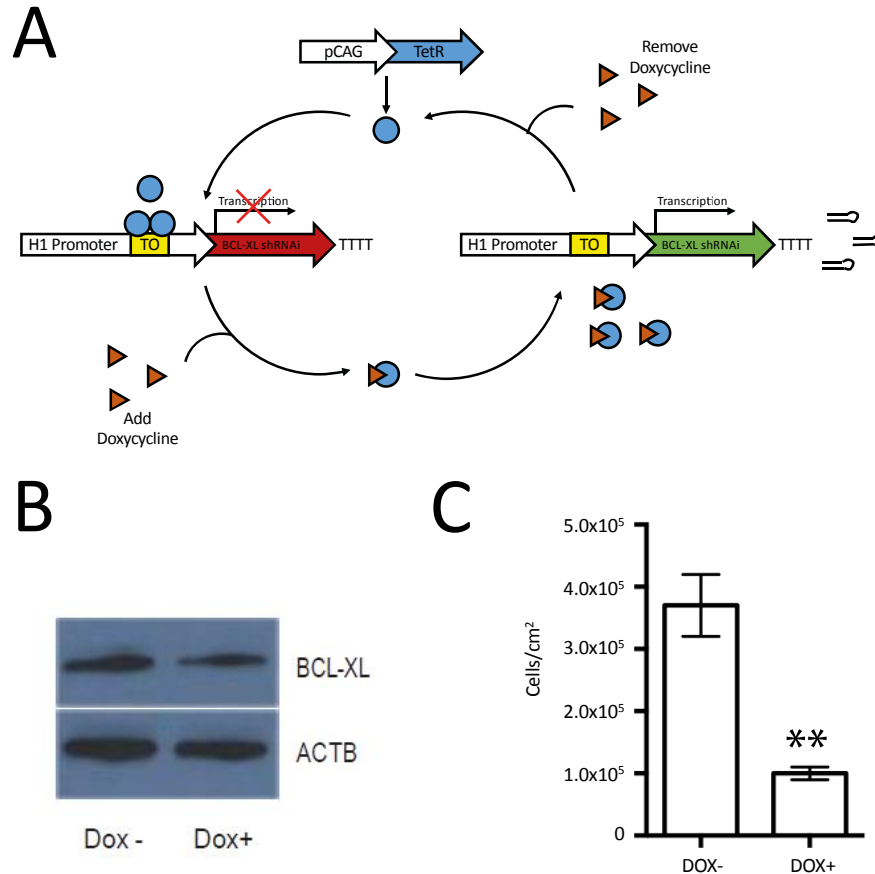 A
pCAG
TetR
Remove
Doxycycline
Transcription
H1 Promoter
TO
BCL-XL shRNAi
TTTT
Transcription
H1 Promoter
TO
BCL-XL shRNAi
TTTT
Add
Doxycycline
B
BCL-XL
ACTB
Dox -
Dox+
C
Cells/cm²
5.0x10⁵
4.0x10⁵
3.0x10⁵
2.0x10⁵
1.0x10⁵
0
**
DOX-
DOX+